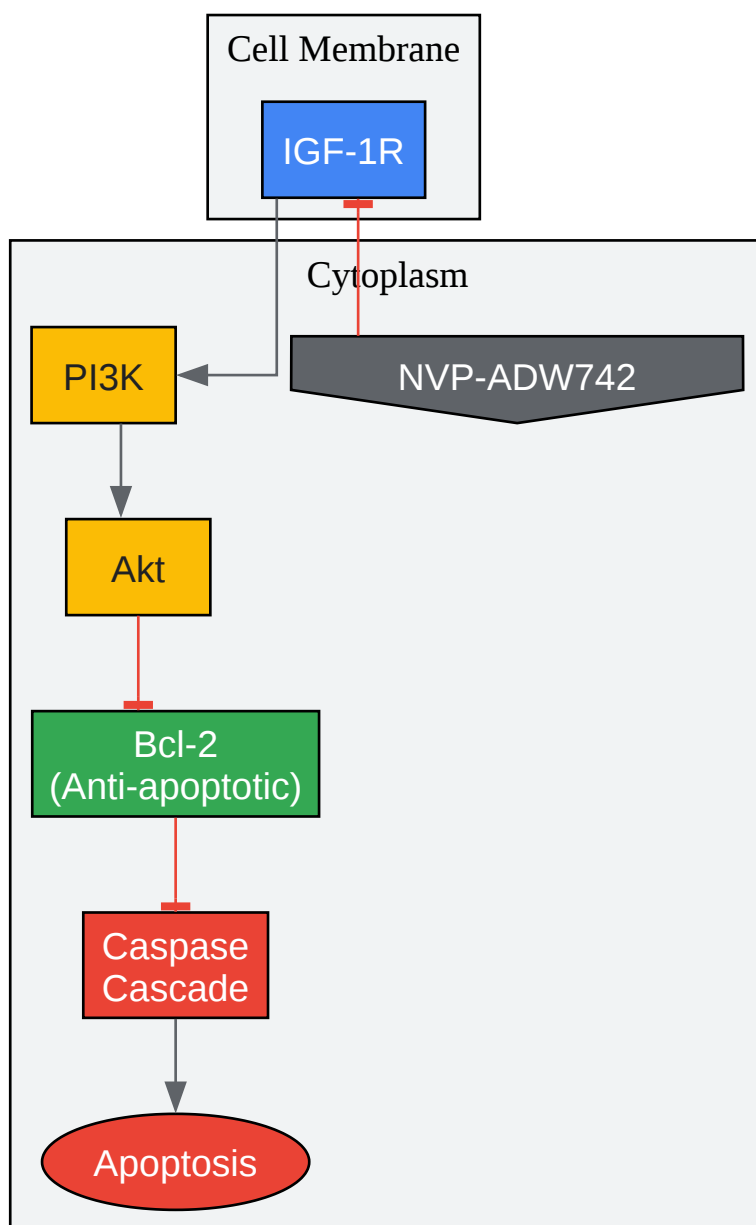 Cell Membrane
IGF-1R
Cytoplasm
PI3K
NVP-ADW742
Akt
Bcl-2
(Anti-apoptotic)
Caspase
Cascade
Apoptosis